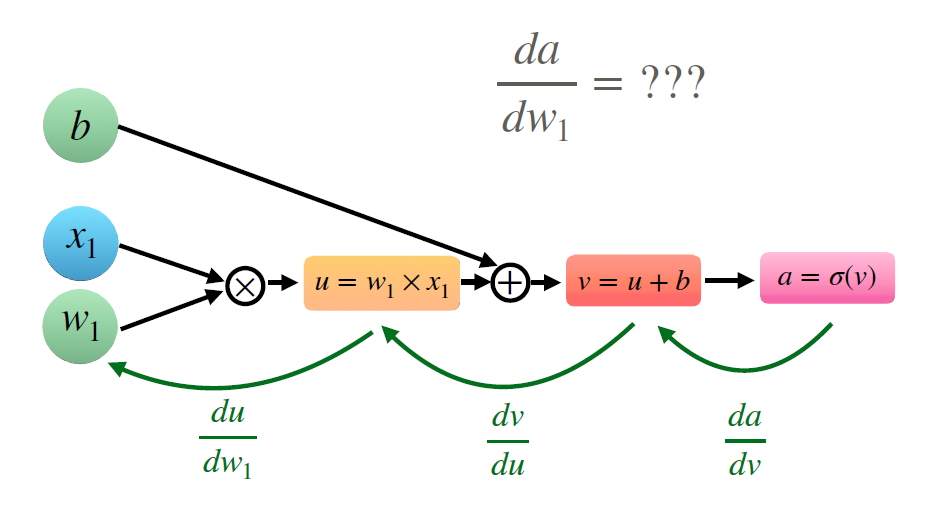 da/dw₁ = ???
b
x₁
w₁
×
u = w₁ × x₁
+
v = u + b
a = σ(v)
du/dw₁
dv/du
da/dv